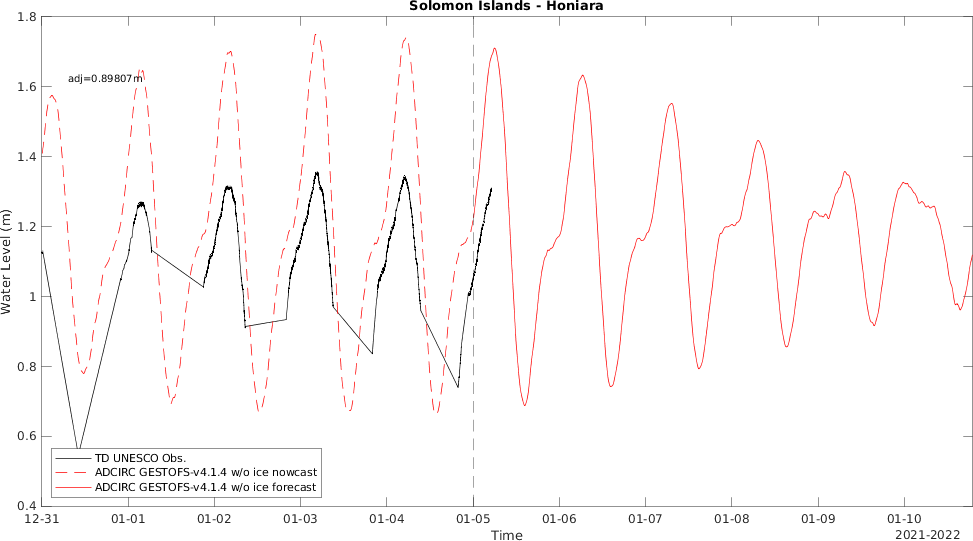 Solomon Islands - Honiara
1.8
1.6
1.4
1.2
1
0.8
0.6
0.4
Water Level (m)
adj=0.89807m
TD UNESCO Obs.
ADCIRC GESTOFS-v4.1.4 w/o ice nowcast
ADCIRC GESTOFS-v4.1.4 w/o ice forecast
12-31 01-01 01-02 01-03 01-04 01-05 01-06 01-07 01-08 01-09 01-10
Time
2021-2022